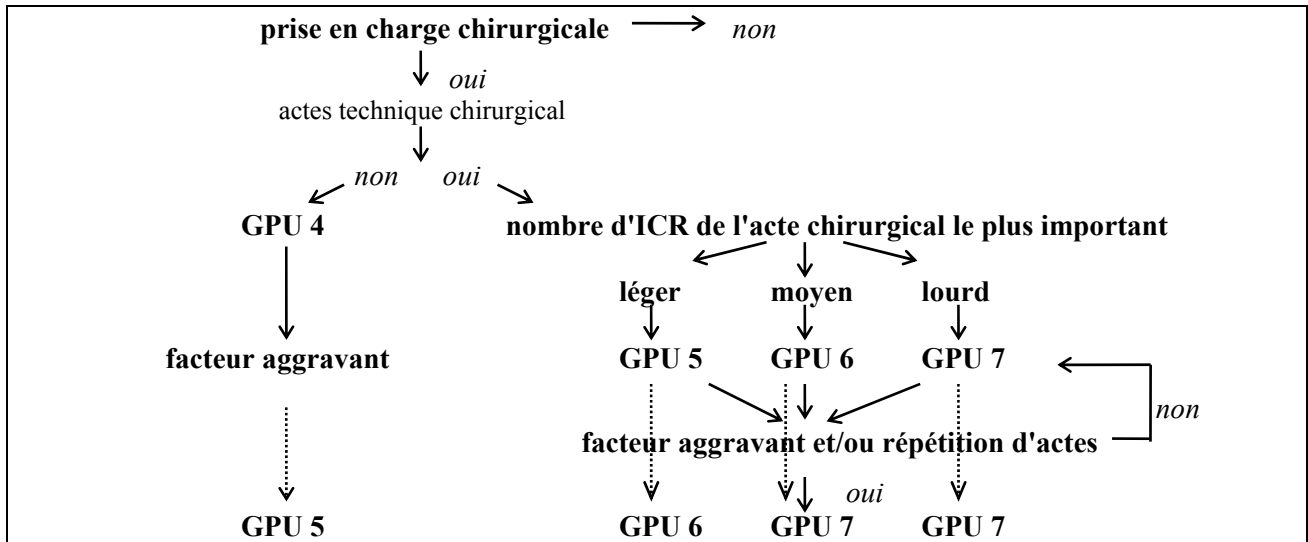 prise en charge chirurgicale non
oui
actes technique chirurgical
non oui
GPU 4 nombre d'ICR de l'acte chirurgical le plus important
léger moyen lourd
facteur aggravant GPU 5 GPU 6 GPU 7
non
facteur aggravant et/ou répétition d'actes
oui
GPU 5 GPU 6 GPU 7 GPU 7